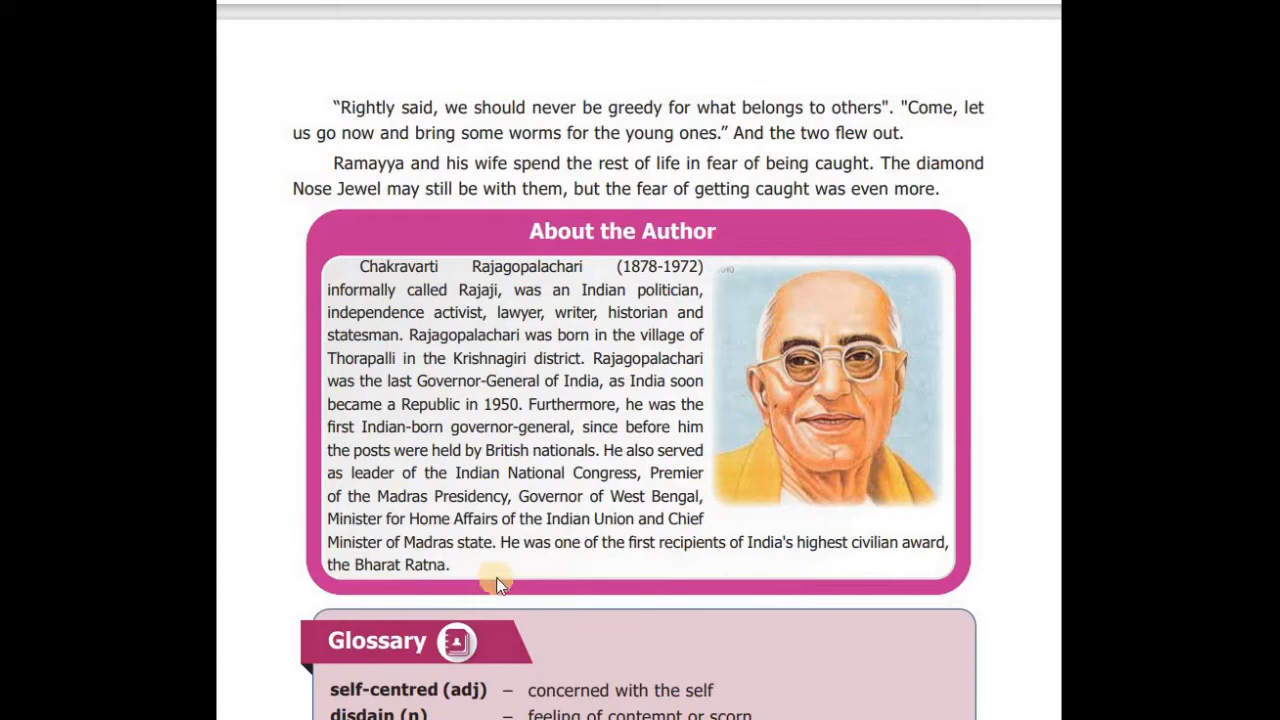 “Rightly said, we should never be greedy for what belongs to others". "Come, let
us go now and bring some worms for the young ones.” And the two flew out.
Ramayya and his wife spend the rest of life in fear of being caught. The diamond
Nose Jewel may still be with them, but the fear of getting caught was even more.
About the Author
Chakravarti Rajagopalachari (1878-1972)
informally called Rajaji, was an Indian politician,
independence activist, lawyer, writer, historian and
statesman. Rajagopalachari was born in the village of
Thorapalli in the Krishnagiri district. Rajagopalachari
was the last Governor-General of India, as India soon
became a Republic in 1950. Furthermore, he was the
first Indian-born governor-general, since before him
the posts were held by British nationals. He also served
as leader of the Indian National Congress, Premier
of the Madras Presidency, Governor of West Bengal,
Minister for Home Affairs of the Indian Union and Chief
Minister of Madras state. He was one of the first recipients of India's highest civilian award,
the Bharat Ratna.
Glossary
self-centred (adj) – concerned with the self
disdain (n) – feeling of contempt or scorn